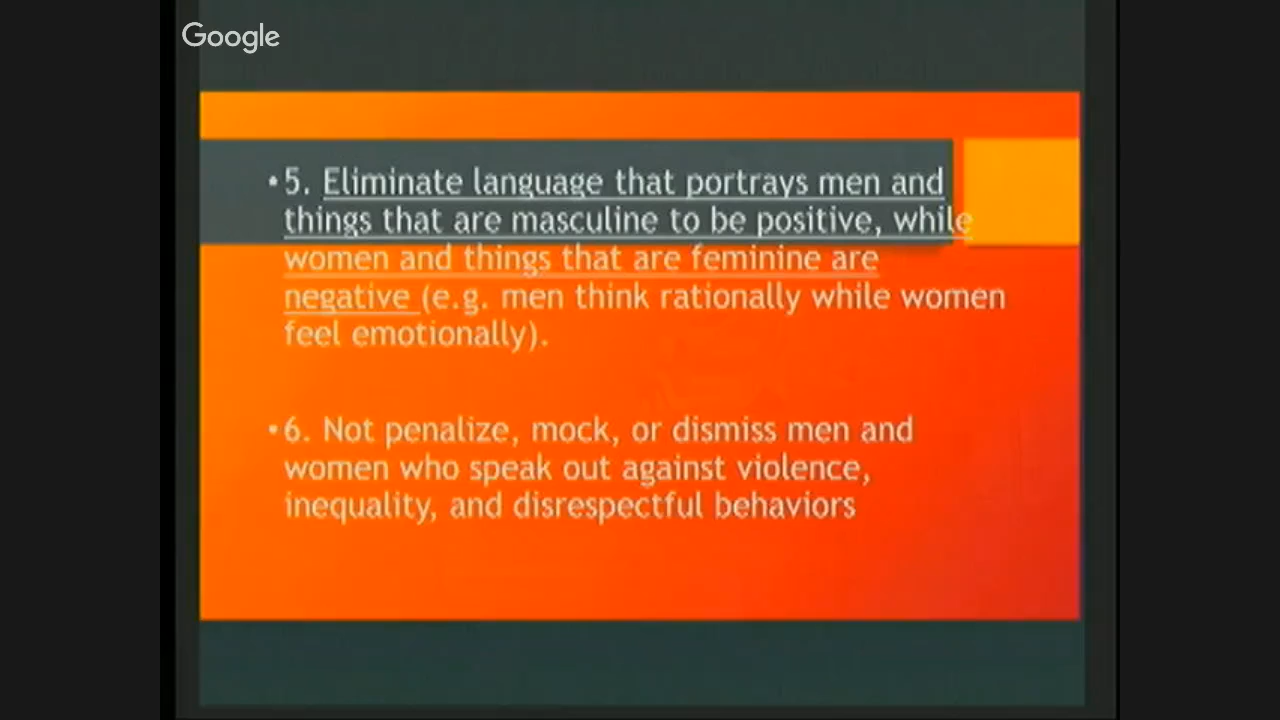 Google
•5. Eliminate language that portrays men and
things that are masculine to be positive, while
women and things that are feminine are
negative (e.g. men think rationally while women
feel emotionally).
•6. Not penalize, mock, or dismiss men and
women who speak out against violence,
inequality, and disrespectful behaviors